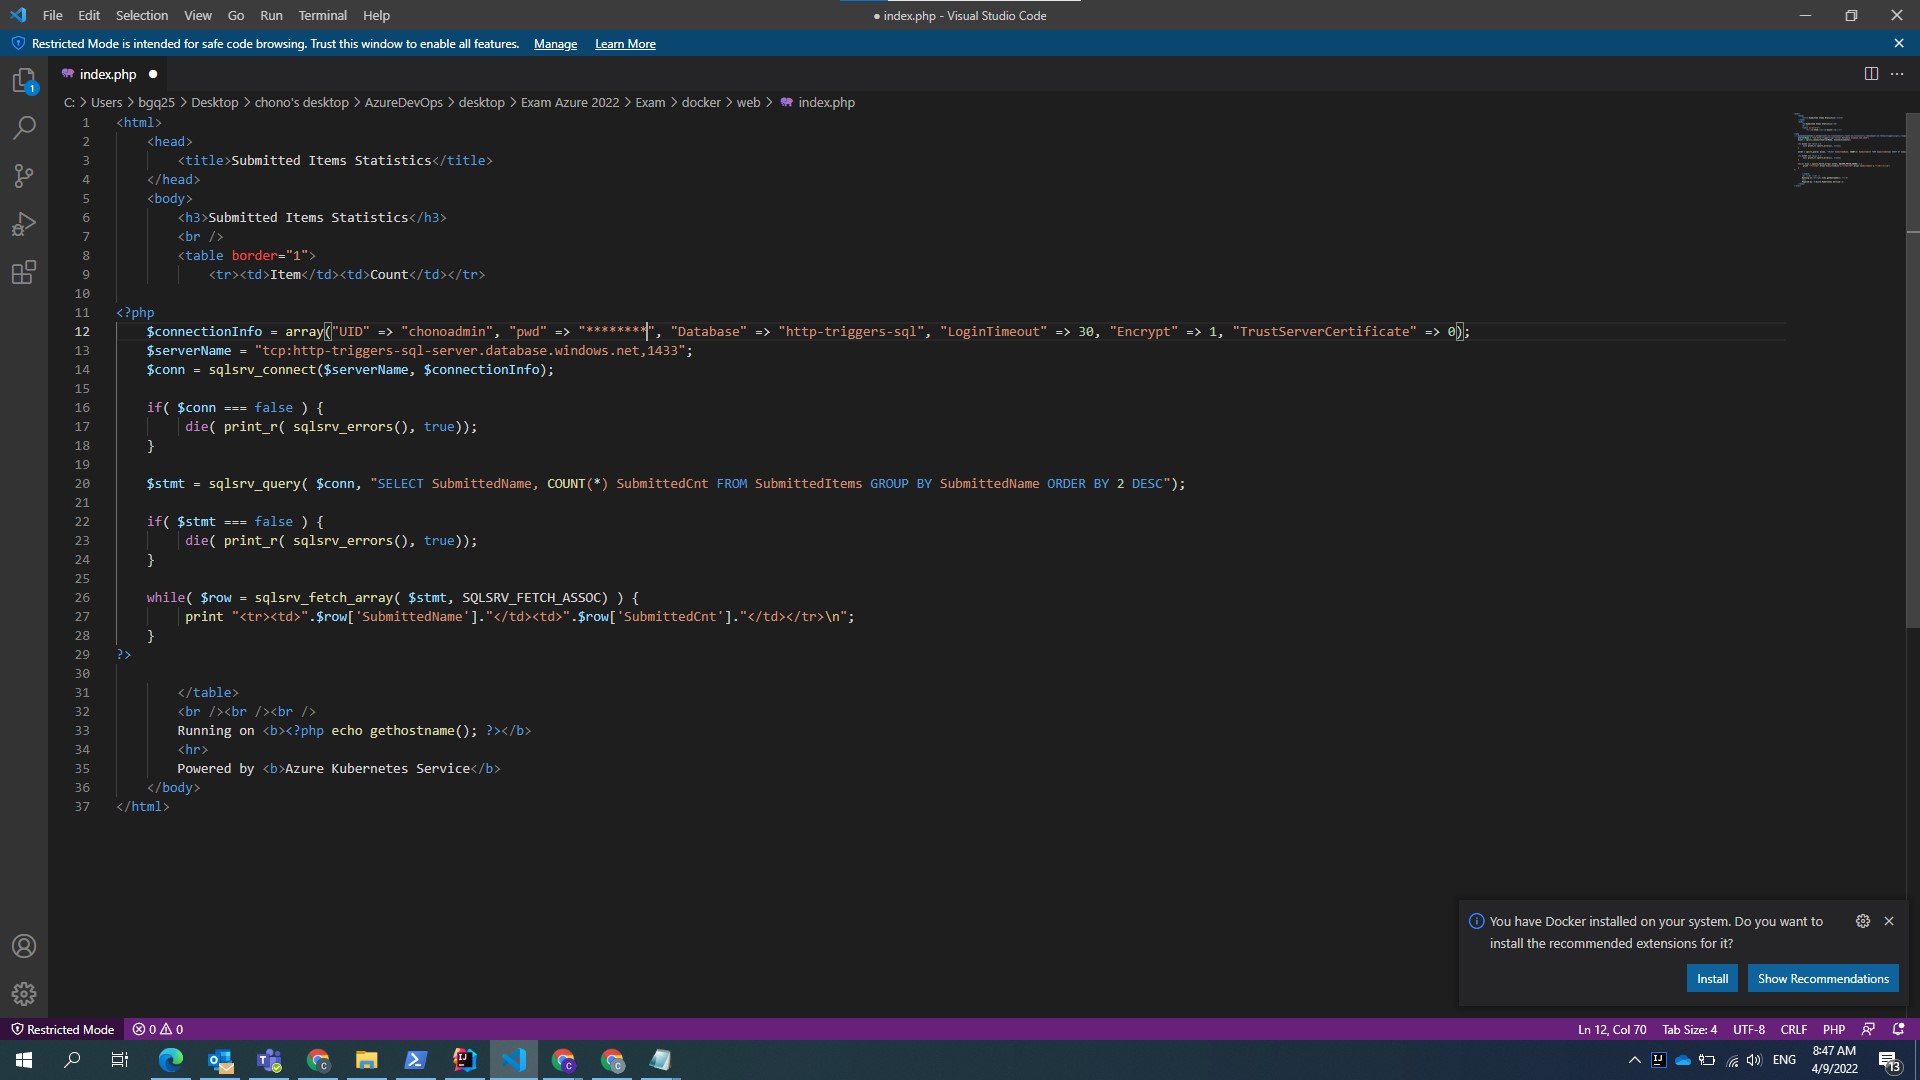 File Edit Selection View Go Run Terminal Help
● index.php - Visual Studio Code
Restricted Mode is intended for safe code browsing. Trust this window to enable all features. Manage Learn More
1
index.php ●
C: > Users > bgq25 > Desktop > chono's desktop > AzureDevOps > desktop > Exam Azure 2022 > Exam > docker > web > index.php
1 <html>
2 <head>
3 <title>Submitted Items Statistics</title>
4 </head>
5 <body>
6 <h3>Submitted Items Statistics</h3>
7 <br />
8 <table border="1">
9 <tr><td>Item</td><td>Count</td></tr>
10
11 <?php
12 $connectionInfo = array("UID" => "chonoadmin", "pwd" => "********", "Database" => "http-triggers-sql", "LoginTimeout" => 30, "Encrypt" => 1, "TrustServerCertificate" => 0);
13 $serverName = "tcp:http-triggers-sql-server.database.windows.net,1433";
14 $conn = sqlsrv_connect($serverName, $connectionInfo);
15
16 if( $conn === false ) {
17 die( print_r( sqlsrv_errors(), true));
18 }
19
20 $stmt = sqlsrv_query( $conn, "SELECT SubmittedName, COUNT(*) SubmittedCnt FROM SubmittedItems GROUP BY SubmittedName ORDER BY 2 DESC");
21
22 if( $stmt === false ) {
23 die( print_r( sqlsrv_errors(), true));
24 }
25
26 while( $row = sqlsrv_fetch_array( $stmt, SQLSRV_FETCH_ASSOC) ) {
27 print "<tr><td>".$row['SubmittedName']."</td><td>".$row['SubmittedCnt']."</td></tr>\n";
28 }
29 ?>
30
31 </table>
32 <br /><br /><br />
33 Running on <b><?php echo gethostname(); ?></b>
34 <hr>
35 Powered by <b>Azure Kubernetes Service</b>
36 </body>
37 </html>
You have Docker installed on your system. Do you want to
install the recommended extensions for it?
Install Show Recommendations
Restricted Mode 0 0 Ln 12, Col 70 Tab Size: 4 UTF-8 CRLF PHP
ENG 8:47 AM
4/9/2022
13